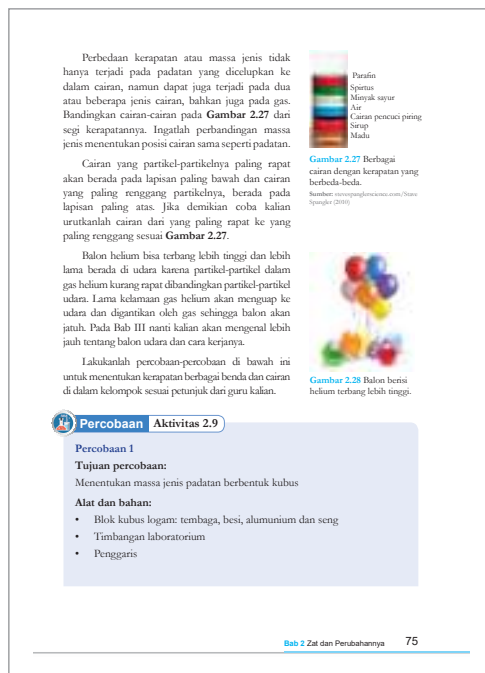 Perbedaan kerapatan atau massa jenis tidak
hanya terjadi pada padatan yang dicelupkan ke
dalam cairan, namun dapat juga terjadi pada dua
atau beberapa jenis cairan, bahkan juga pada gas.
Bandingkan cairan-cairan pada Gambar 2.27 dari
segi kerapatannya. Ingatlah perbandingan massa
jenis menentukan posisi cairan sama seperti padatan.
Cairan yang partikel-partikelnya paling rapat
akan berada pada lapisan paling bawah dan cairan
yang paling renggang partikelnya, berada pada
lapisan paling atas. Jika demikian coba kalian
urutkanlah cairan dari yang paling rapat ke yang
paling renggang sesuai Gambar 2.27.
Balon helium bisa terbang lebih tinggi dan lebih
lama berada di udara karena partikel-partikel dalam
gas helium kurang rapat dibandingkan partikel-partikel
udara. Lama kelamaan gas helium akan menguap ke
udara dan digantikan oleh gas sehingga balon akan
jatuh. Pada Bab III nanti kalian akan mengenal lebih
jauh tentang balon udara dan cara kerjanya.
Lakukanlah percobaan-percobaan di bawah ini
untuk menentukan kerapatan berbagai benda dan cairan
di dalam kelompok sesuai petunjuk dari guru kalian.
Parafin
Spirtus
Minyak sayur
Air
Cairan pencuci piring
Sirup
Madu
Gambar 2.27 Berbagai
cairan dengan kerapatan yang
berbeda-beda.
Sumber: stevespanglerscience.com/Steve
Spangler (2010)
Gambar 2.28 Balon berisi
helium terbang lebih tinggi.
Percobaan Aktivitas 2.9
Percobaan 1
Tujuan percobaan:
Menentukan massa jenis padatan berbentuk kubus
Alat dan bahan:
• Blok kubus logam: tembaga, besi, alumunium dan seng
• Timbangan laboratorium
• Penggaris
Bab 2 Zat dan Perubahannya 75